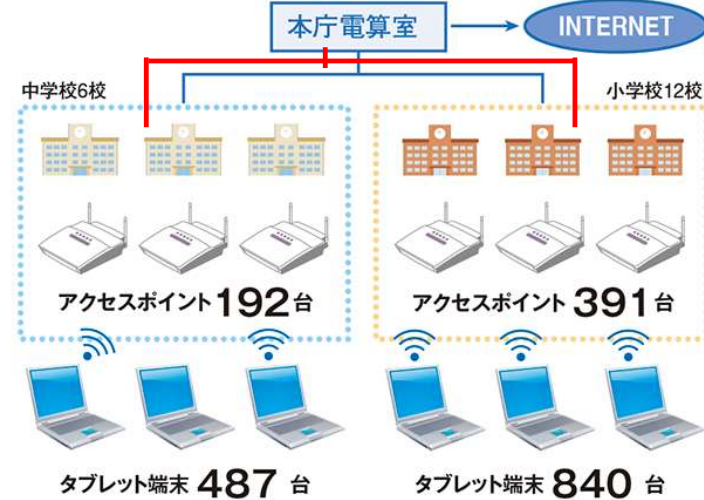 本庁電算室
INTERNET
中学校6校
小学校12校
アクセスポイント192台
アクセスポイント391台
タブレット端末487台
タブレット端末840台